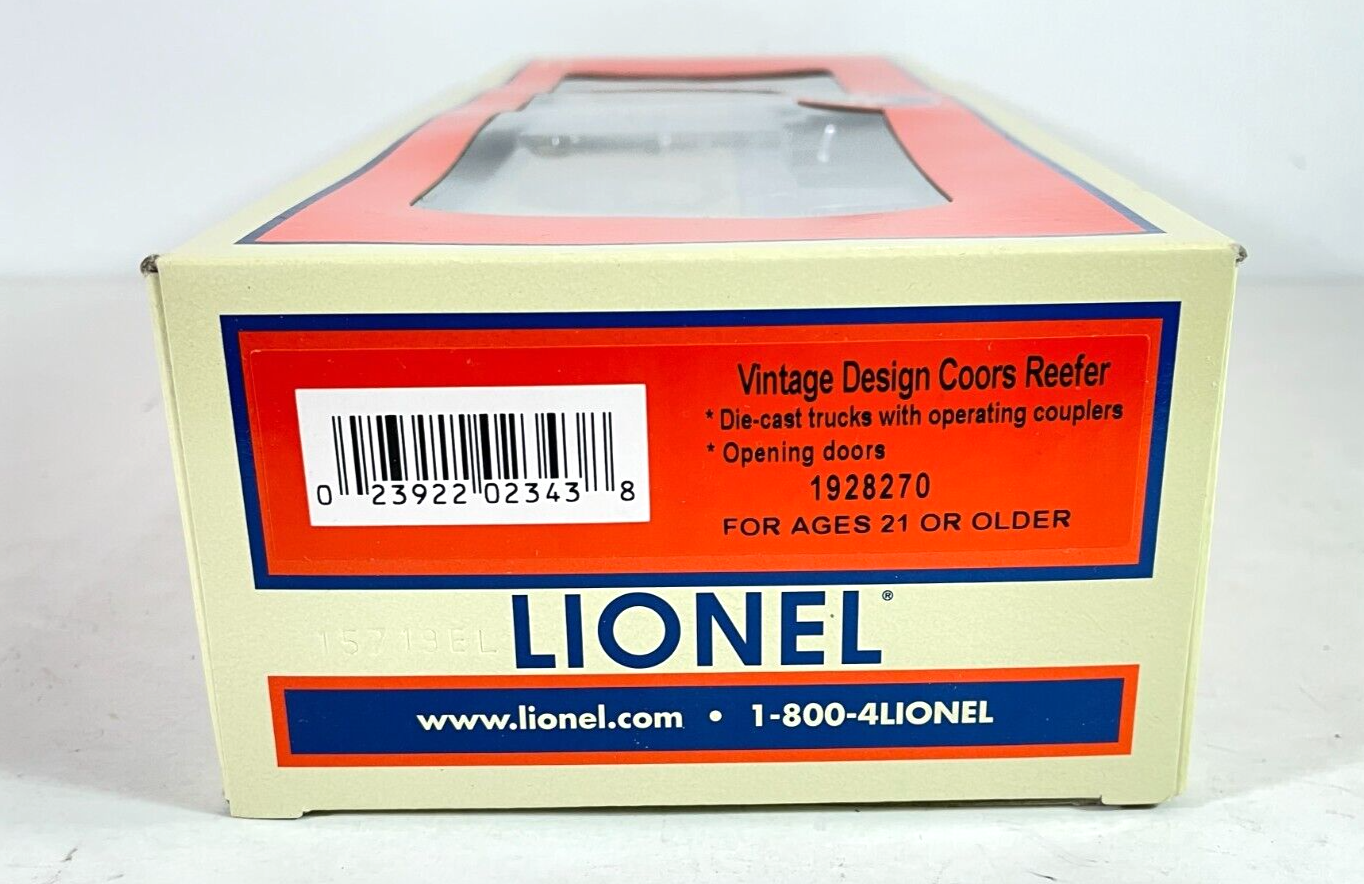 Vintage Design Coors Reefer
* Die-cast trucks with operating couplers
* Opening doors
1928270
FOR AGES 21 OR OLDER
0 23922 02343 8
15719EL
LIONEL®
www.lionel.com • 1-800-4LIONEL